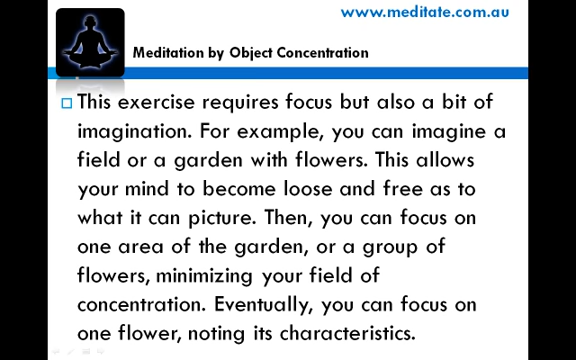 www.meditate.com.au
Meditation by Object Concentration
This exercise requires focus but also a bit of
imagination. For example, you can imagine a
field or a garden with flowers. This allows
your mind to become loose and free as to
what it can picture. Then, you can focus on
one area of the garden, or a group of
flowers, minimizing your field of
concentration. Eventually, you can focus on
one flower, noting its characteristics.